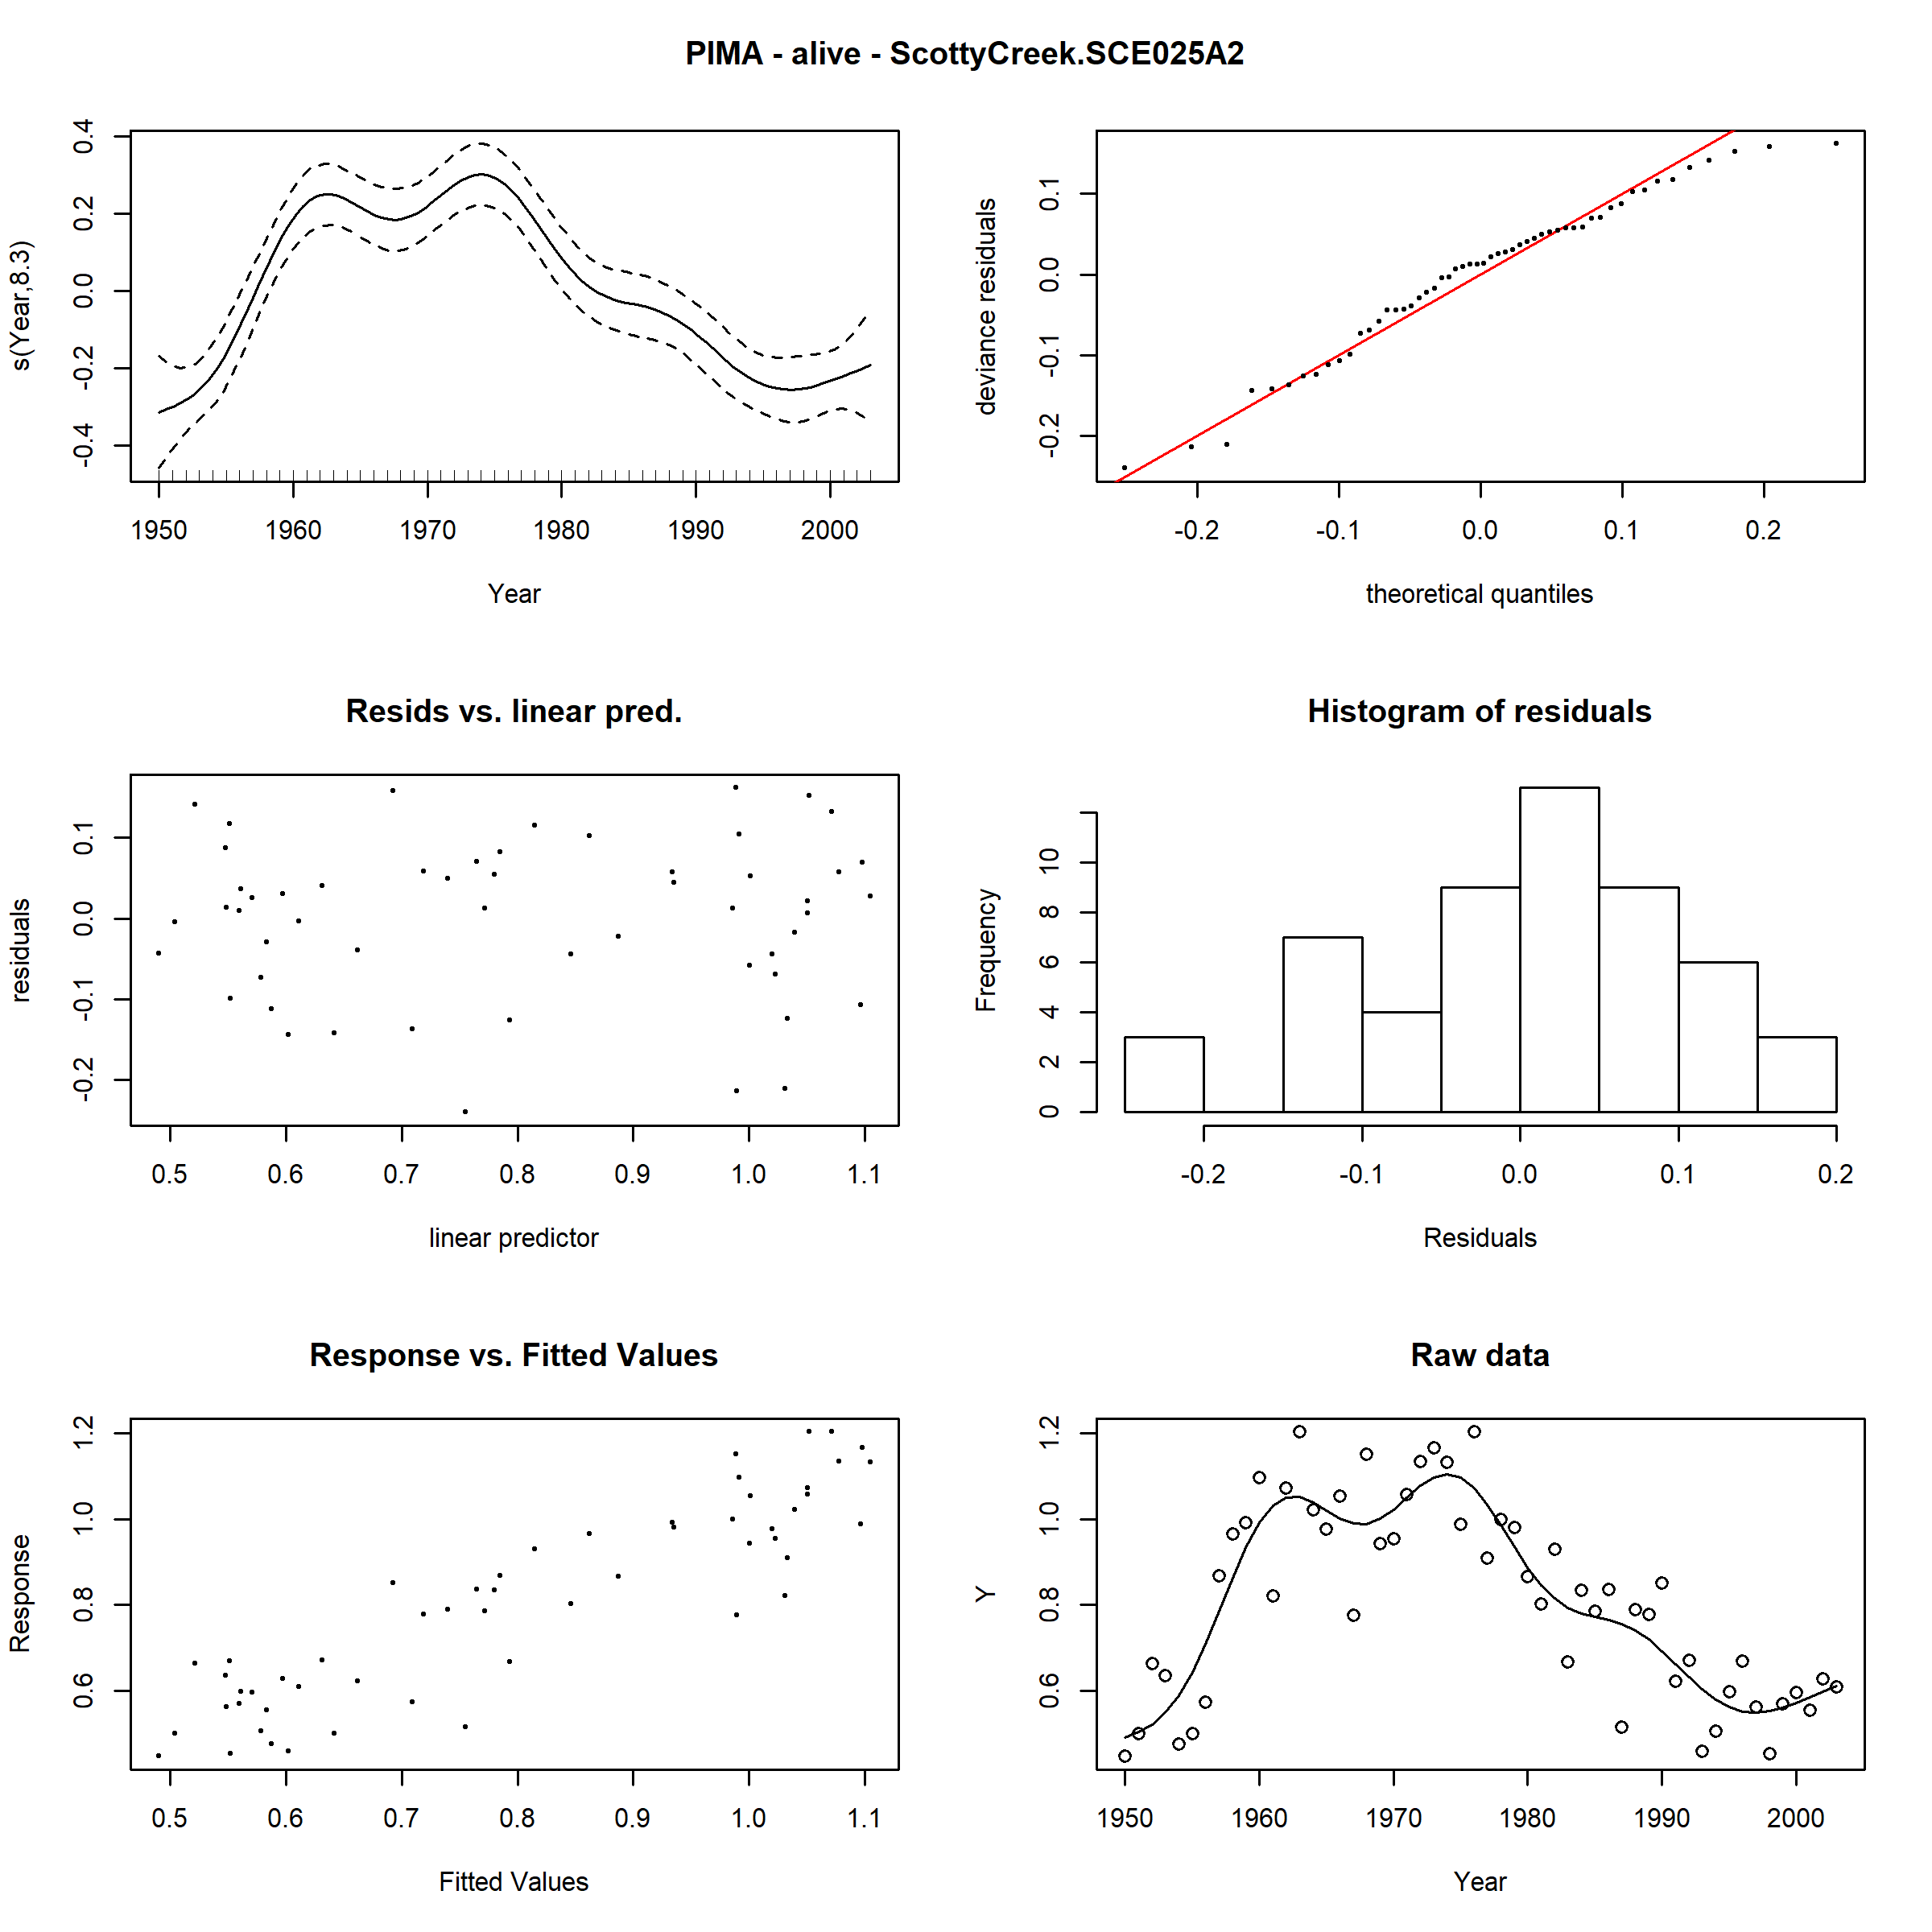 PIMA - alive - ScottyCreek.SCE025A2
s(Year,8.3)
0.4
0.2
0.0
-0.2
-0.4
1950 1960 1970 1980 1990 2000
Year
deviance residuals
0.1
0.0
-0.1
-0.2
-0.2 -0.1 0.0 0.1 0.2
theoretical quantiles
Resids vs. linear pred.
residuals
0.1
0.0
-0.1
-0.2
0.5 0.6 0.7 0.8 0.9 1.0 1.1
linear predictor
Histogram of residuals
Frequency
10
8
6
4
2
0
-0.2 -0.1 0.0 0.1 0.2
Residuals
Response vs. Fitted Values
Response
1.2
1.0
0.8
0.6
0.5 0.6 0.7 0.8 0.9 1.0 1.1
Fitted Values
Raw data
Y
1.2
1.0
0.8
0.6
1950 1960 1970 1980 1990 2000
Year